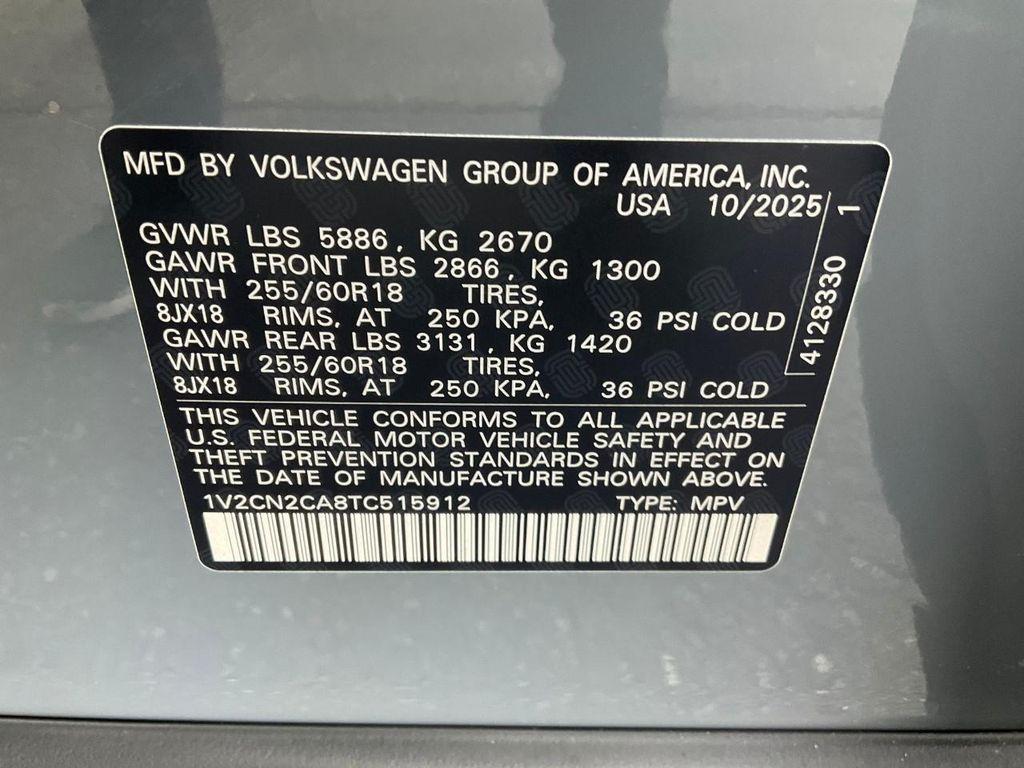 MFD BY VOLKSWAGEN GROUP OF AMERICA, INC.
USA 10/2025
GVWR LBS 5886, KG 2670
GAWR FRONT LBS 2866, KG 1300
WITH 255/60R18 TIRES,
8JX18 RIMS, AT 250 KPA, 36 PSI COLD
GAWR REAR LBS 3131, KG 1420
WITH 255/60R18 TIRES,
8JX18 RIMS, AT 250 KPA, 36 PSI COLD
4128330 1
THIS VEHICLE CONFORMS TO ALL APPLICABLE
U.S. FEDERAL MOTOR VEHICLE SAFETY AND
THEFT PREVENTION STANDARDS IN EFFECT ON
THE DATE OF MANUFACTURE SHOWN ABOVE.
1V2CN2CA8TC515912 TYPE: MPV